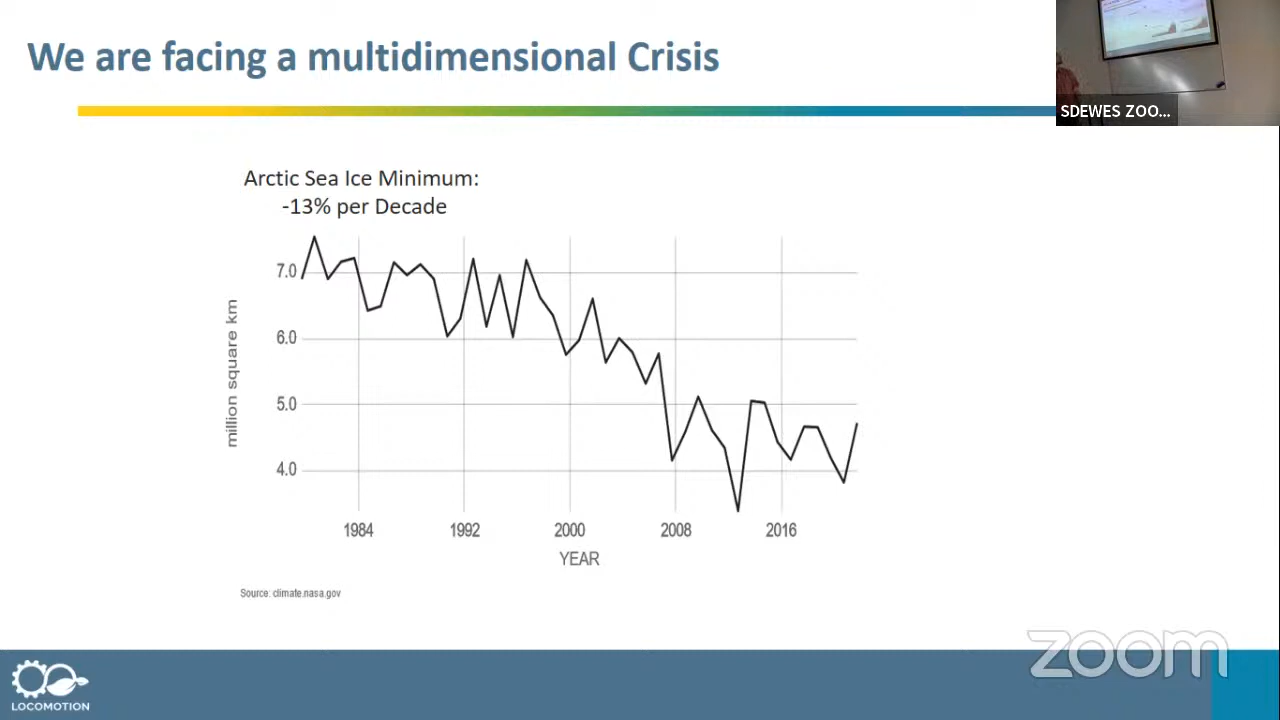 We are facing a multidimensional Crisis
SDEWES ZOO...
Arctic Sea Ice Minimum:
-13% per Decade
7.0
6.0
5.0
4.0
million square km
1984 1992 2000 2008 2016
YEAR
Source: climate.nasa.gov
zoom
LOCOMOTION